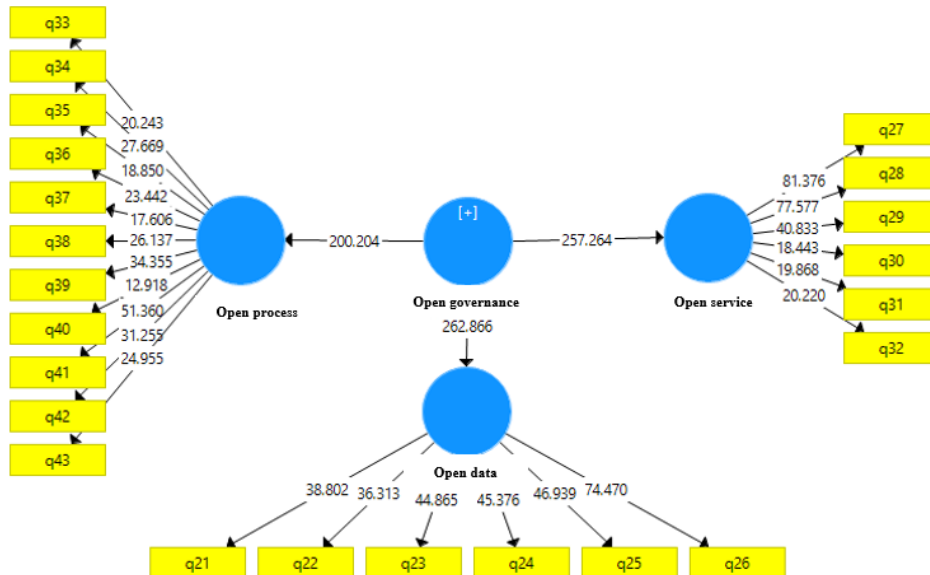 q33
q34
q35
q36
q37
q38
q39
q40
q41
q42
q43
20.243
27.669
18.850
23.442
17.606
26.137
34.355
12.918
51.360
31.255
24.955
Open process
200.204
[+]
Open governance
257.264
262.866
Open service
81.376
77.577
40.833
18.443
19.868
20.220
q27
q28
q29
q30
q31
q32
Open data
38.802
36.313
44.865
45.376
46.939
74.470
q21
q22
q23
q24
q25
q26